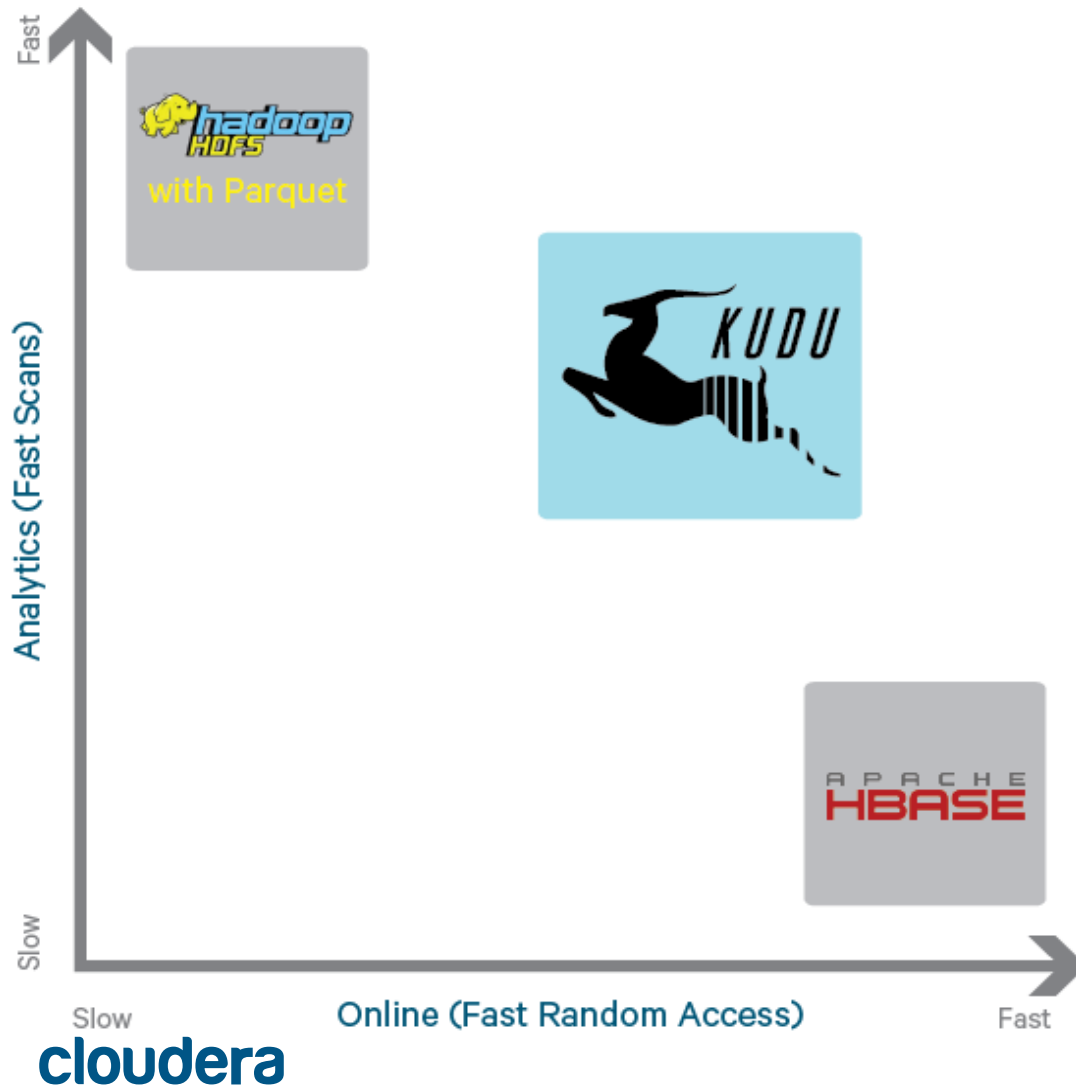 Fast
hadoop
HDFS
with Parquet
KUDU
Analytics (Fast Scans)
APACHE
HBASE
Slow
Slow
Online (Fast Random Access)
Fast
cloudera